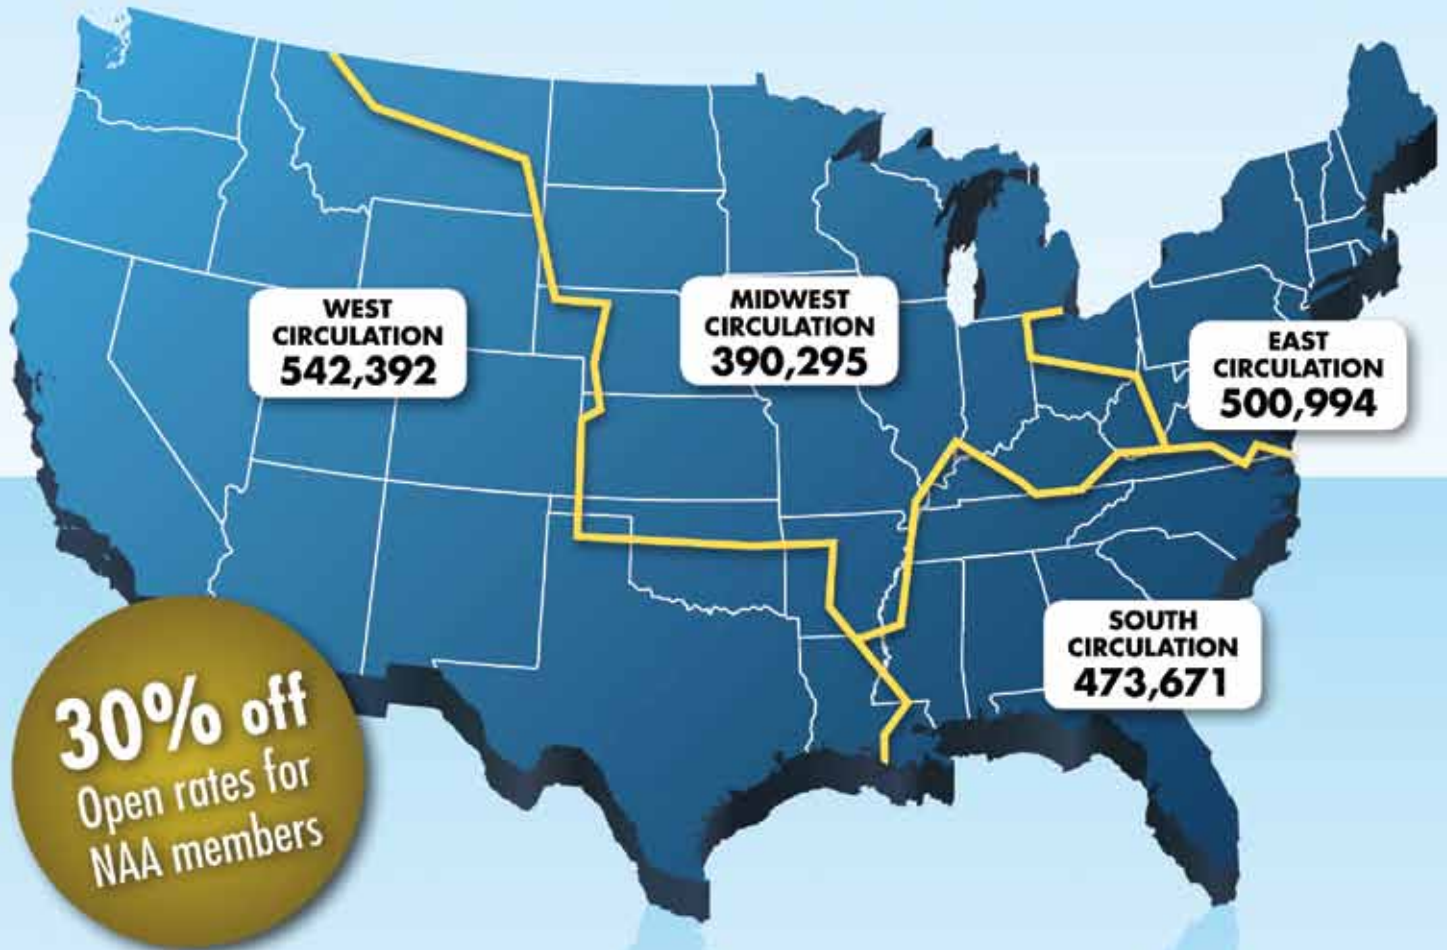 WEST
CIRCULATION
542,392
MIDWEST
CIRCULATION
390,295
EAST
CIRCULATION
500,994
SOUTH
CIRCULATION
473,671
30% off
Open rates for
NAA members